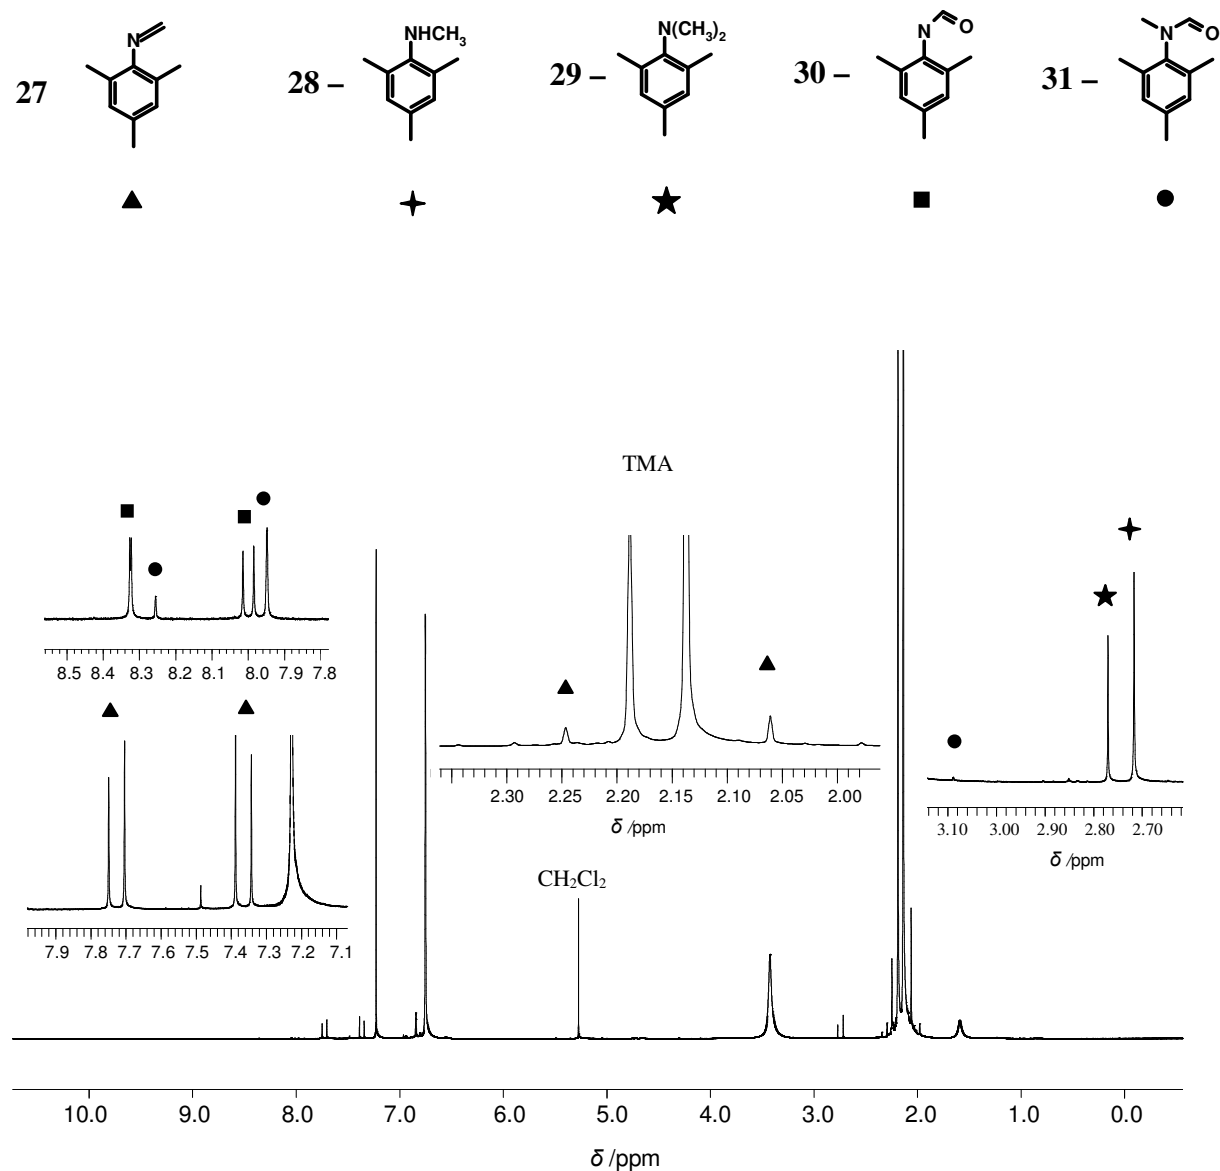 27
28 –
29 –
30 –
31 –
N
NHCH3
N(CH3)2
N O
N O
TMA
8.5 8.4 8.3 8.2 8.1 8.0 7.9 7.8
7.9 7.8 7.7 7.6 7.5 7.4 7.3 7.2 7.1
2.30 2.25 2.20 2.15 2.10 2.05 2.00
δ /ppm
3.10 3.00 2.90 2.80 2.70
δ /ppm
CH2Cl2
10.0 9.0 8.0 7.0 6.0 5.0 4.0 3.0 2.0 1.0 0.0
δ /ppm